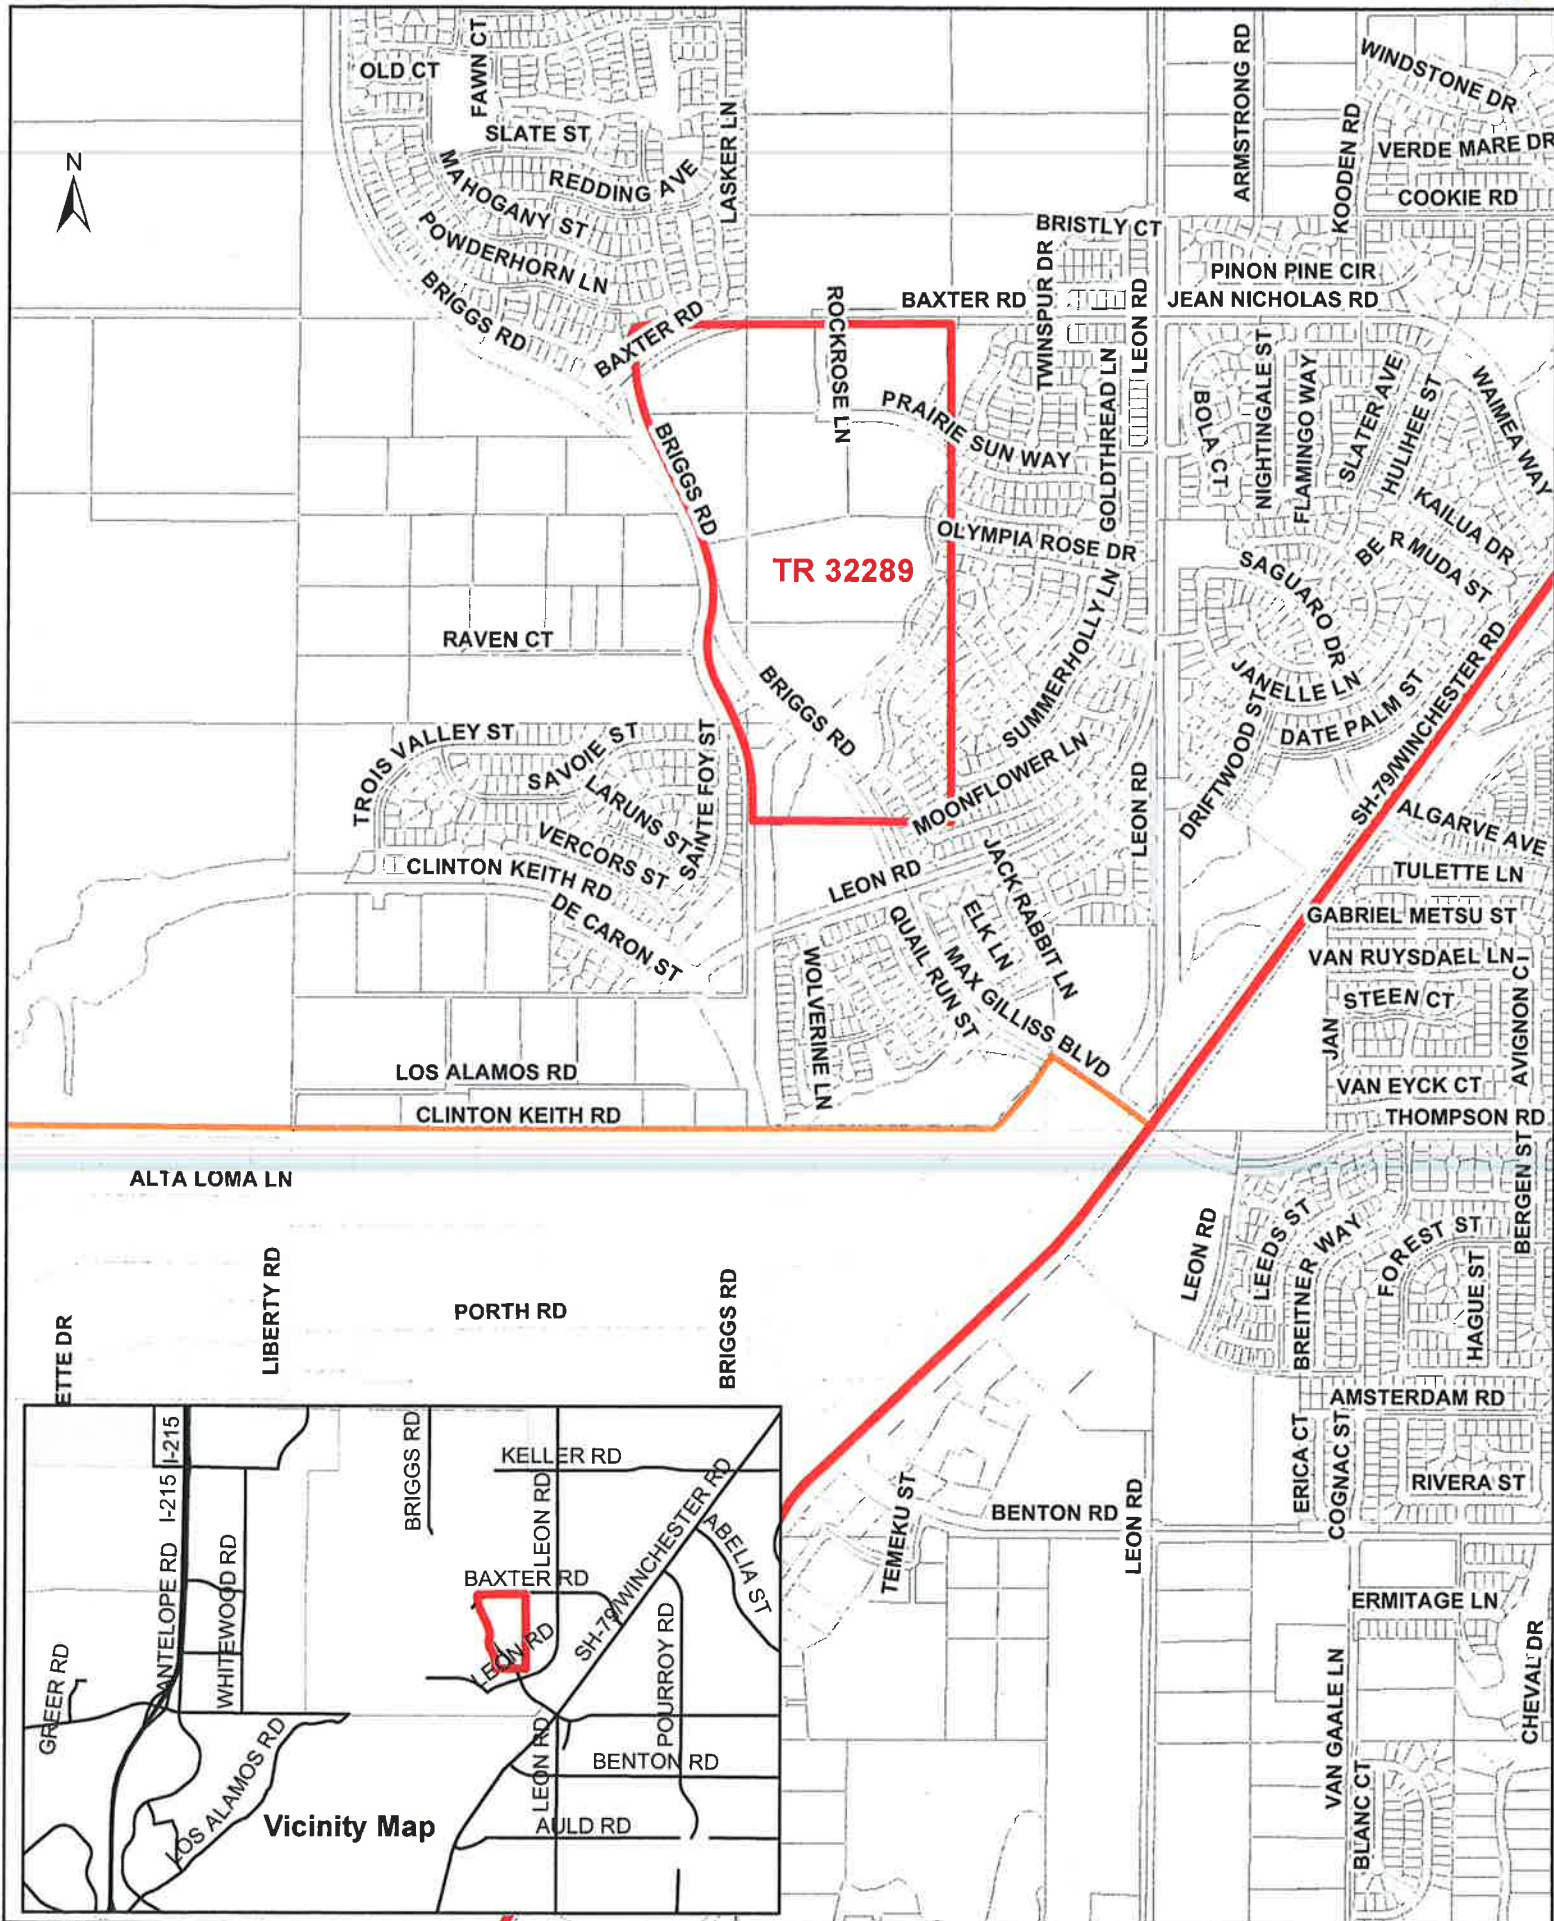 OLD CT
FAWN CT
SLATE ST
REDDING AVE
LASKER LN
MAHOGANY ST
POWDERHORN LN
BRIGGS RD
N
ARMSTRONG RD
KOODEN RD
WINDSTONE DR
VERDE MARE DR
COOKIE RD
BRISTLY CT
TWINSPUR DR
PINON PINE CIR
BAXTER RD
JEAN NICHOLAS RD
LEON RD
BAXTER RD
ROCKROSE LN
PRAIRIE SUN WAY
GOLDTHREAD LN
BOLA CT
NIGHTINGALE ST
FLAMINGO WAY
SLATER AVE
HULIHEE ST
WAIMEA WAY
KAILUA DR
BRIGGS RD
OLYMPIA ROSE DR
BE R MUDA ST
TR 32289
SAGUARO DR
RAVEN CT
SUMMERHOLLY LN
JANELLE LN
DATE PALM ST
SH-79/WINCHESTER RD
BRIGGS RD
DRIFTWOOD ST
TROIS VALLEY ST
SAVOIE ST
LARUNS ST
SAINTE FOY ST
VERCORS ST
MOONFLOWER LN
LEON RD
ALGARVE AVE
TULETTE LN
CLINTON KEITH RD
DE CARON ST
LEON RD
JACK RABBIT LN
ELK LN
QUAIL RUN ST
MAX GILLISS BLVD
WOLVERINE LN
GABRIEL METSU ST
VAN RUYSDAEL LN
STEEN CT
JAN
AVIGNON CT
VAN EYCK CT
THOMPSON RD
LOS ALAMOS RD
CLINTON KEITH RD
ALTA LOMA LN
LIBERTY RD
PORTH RD
BRIGGS RD
ETTE DR
LEON RD
LEEDS ST
BREITNER WAY
FOREST ST
HAGUE ST
BERGEN ST
AMSTERDAM RD
ERICA CT
COGNAC ST
RIVERA ST
TEMEKU ST
BENTON RD
LEON RD
ERMITAGE LN
VAN GAALE LN
CHEVAL DR
BLANC CT
I-215
I-215
ANTELOPE RD
WHITEWOOD RD
GREER RD
LOS ALAMOS RD
BRIGGS RD
KELLER RD
LEON RD
SH-79/WINCHESTER RD
ABELIA ST
BAXTER RD
LEON RD
POURROY RD
LEON RD
BENTON RD
AULD RD
Vicinity Map